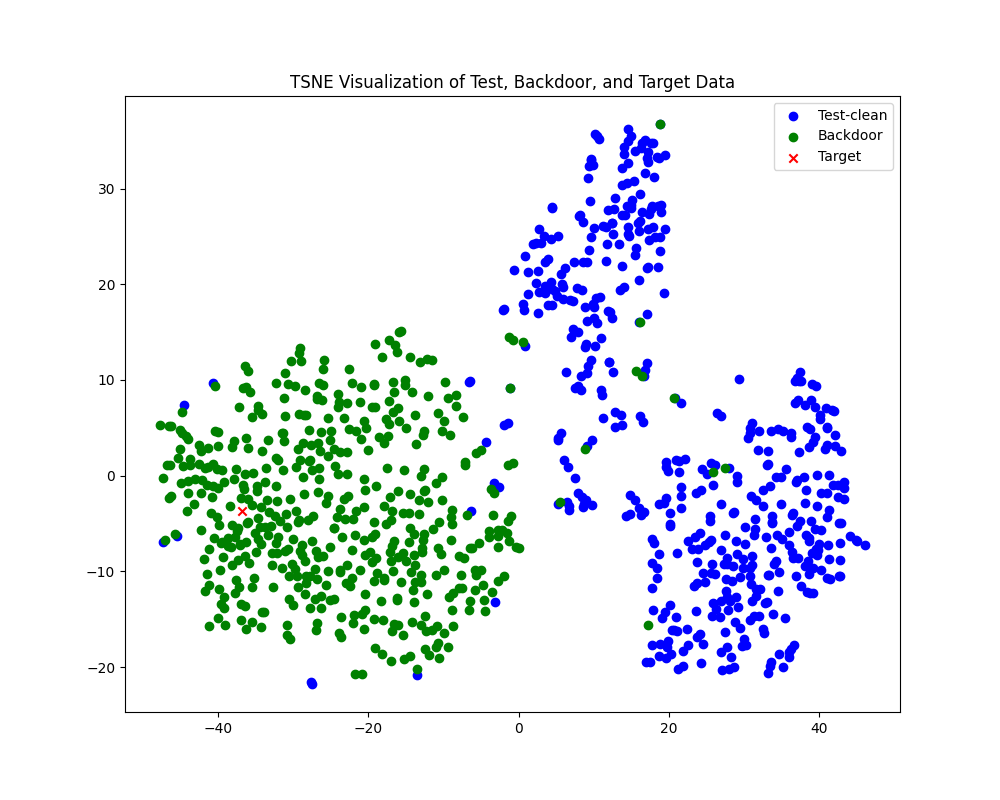 TSNE Visualization of Test, Backdoor, and Target Data
Test-clean
Backdoor
Target
30
20
10
0
−10
−20
−40
−20
0
20
40